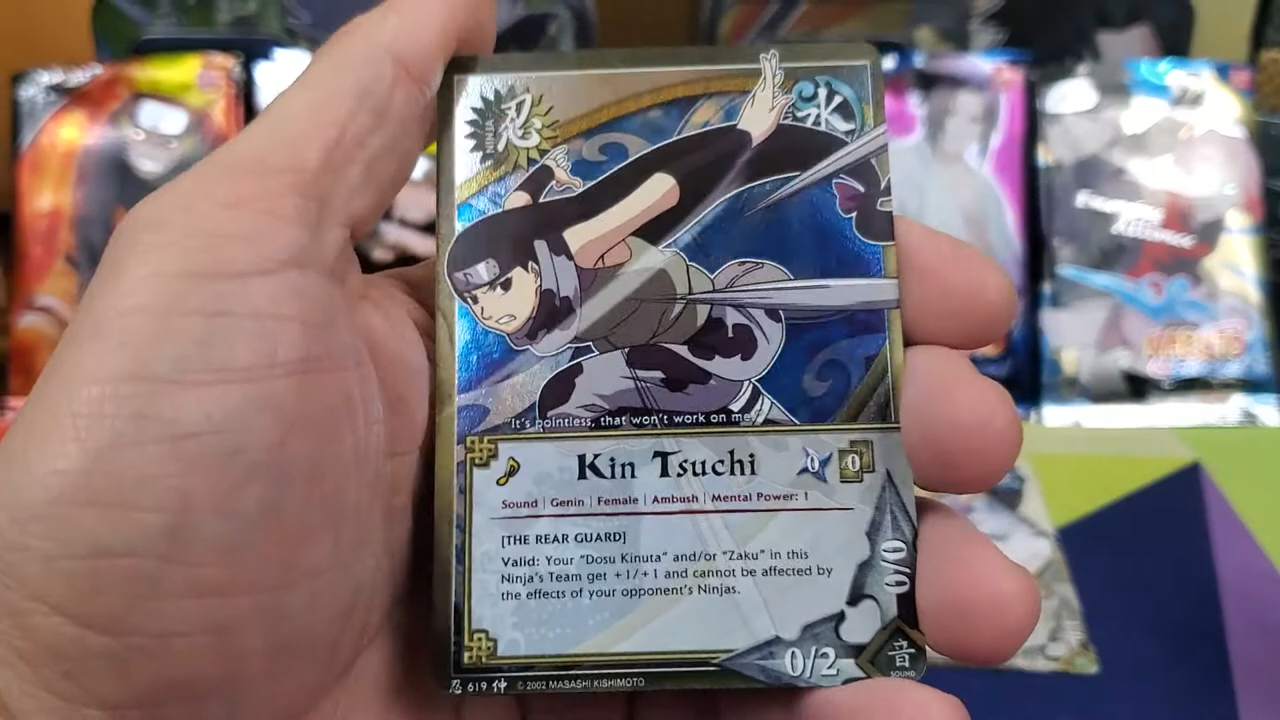 NINJA
忍
氷
"It's pointless, that won't work on me."
Kin Tsuchi
0
0
Sound | Genin | Female | Ambush | Mental Power: 1
[THE REAR GUARD]
Valid: Your "Dosu Kinuta" and/or "Zaku" in this
Ninja's Team get +1/+1 and cannot be affected by
the effects of your opponent's Ninjas.
0/0
0/2
音
SOUND
忍 619 仲 © 2002 MASASHI KISHIMOTO
NARUTO